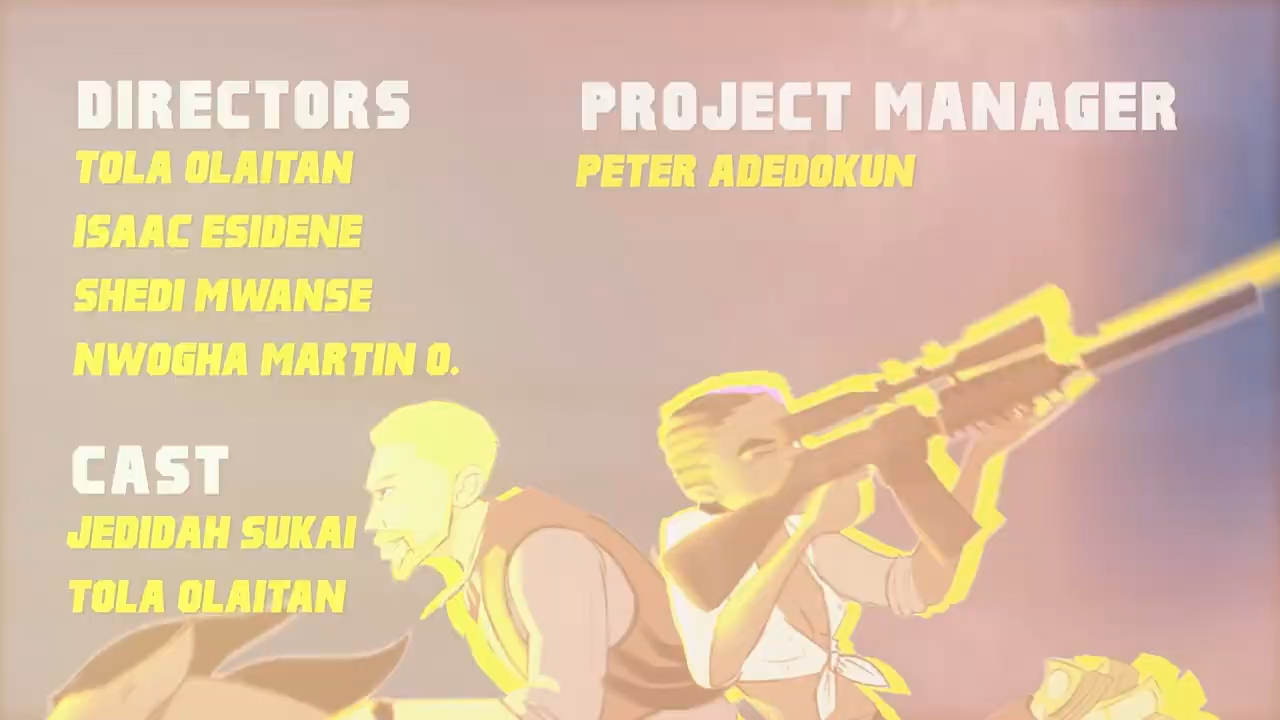 DIRECTORS
TOLA OLAITAN
ISAAC ESIDENE
SHEDI MWANSE
NWOGHA MARTIN O.
CAST
JEDIDAH SUKAI
TOLA OLAITAN
PROJECT MANAGER
PETER ADEDOKUN